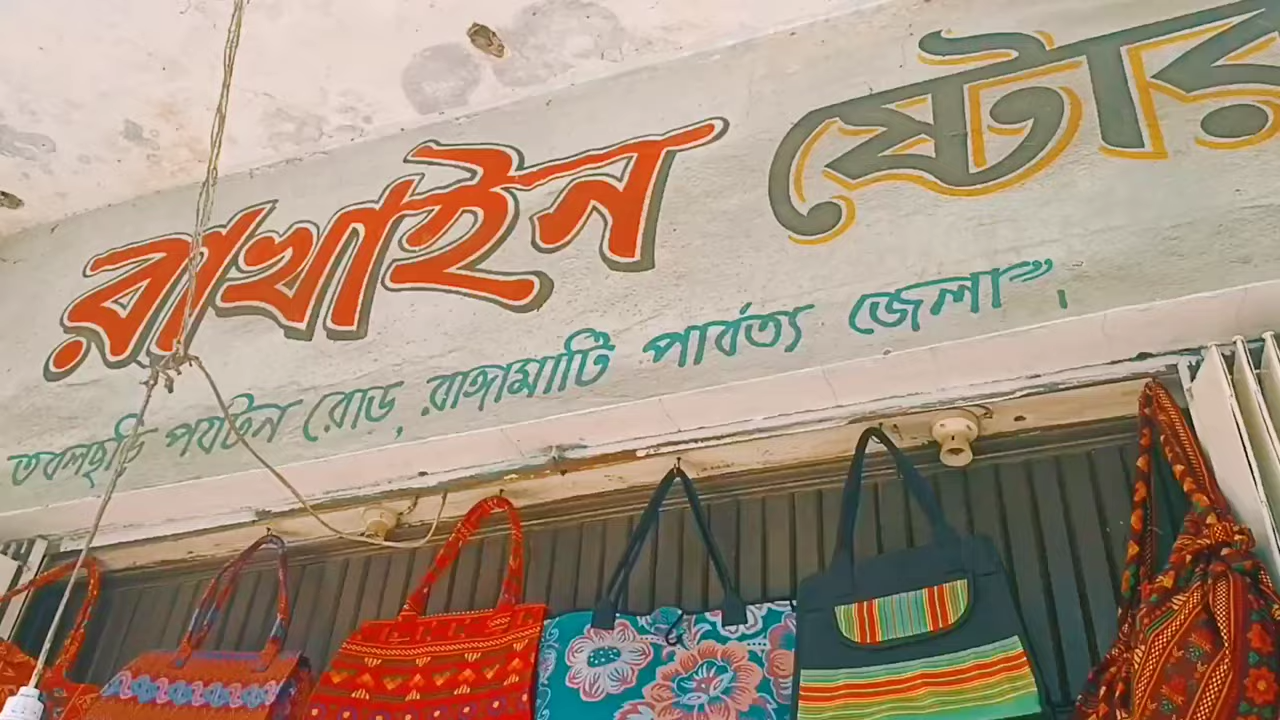 রাখাইন ষ্টোর
তবলছড়ি পর্যটন রোড, রাঙ্গামাটি পার্বত্য জেলা”।